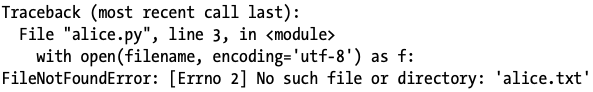 Traceback (most recent call last):
  File "alice.py", line 3, in <module>
    with open(filename, encoding='utf-8') as f:
FileNotFoundError: [Errno 2] No such file or directory: 'alice.txt'